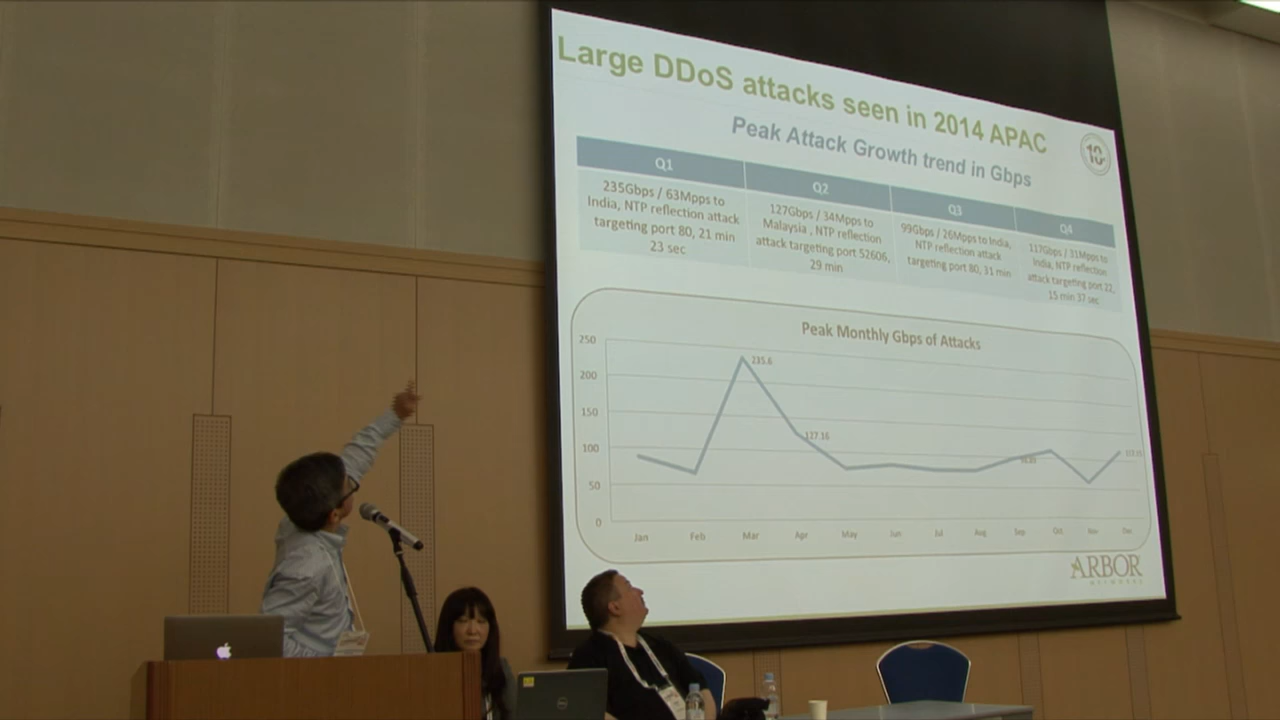 Large DDoS attacks seen in 2014 APAC
Peak Attack Growth trend in Gbps
10
Q1
Q2
Q3
Q4
235Gbps / 63Mpps to
India, NTP reflection attack
targeting port 80, 21 min
23 sec
127Gbps / 34Mpps to
Malaysia , NTP reflection
attack targeting port 52606,
29 min
99Gbps / 26Mpps to India,
NTP reflection attack
targeting port 80, 31 min
117Gbps / 31Mpps to
India, NTP reflection
attack targeting port 22,
15 min 37 sec
Peak Monthly Gbps of Attacks
250
200
150
100
50
0
235.6
127.16
Jan Feb Mar Apr May Jun Jul Aug Sep Oct Nov Dec
ARBOR
NETWORKS